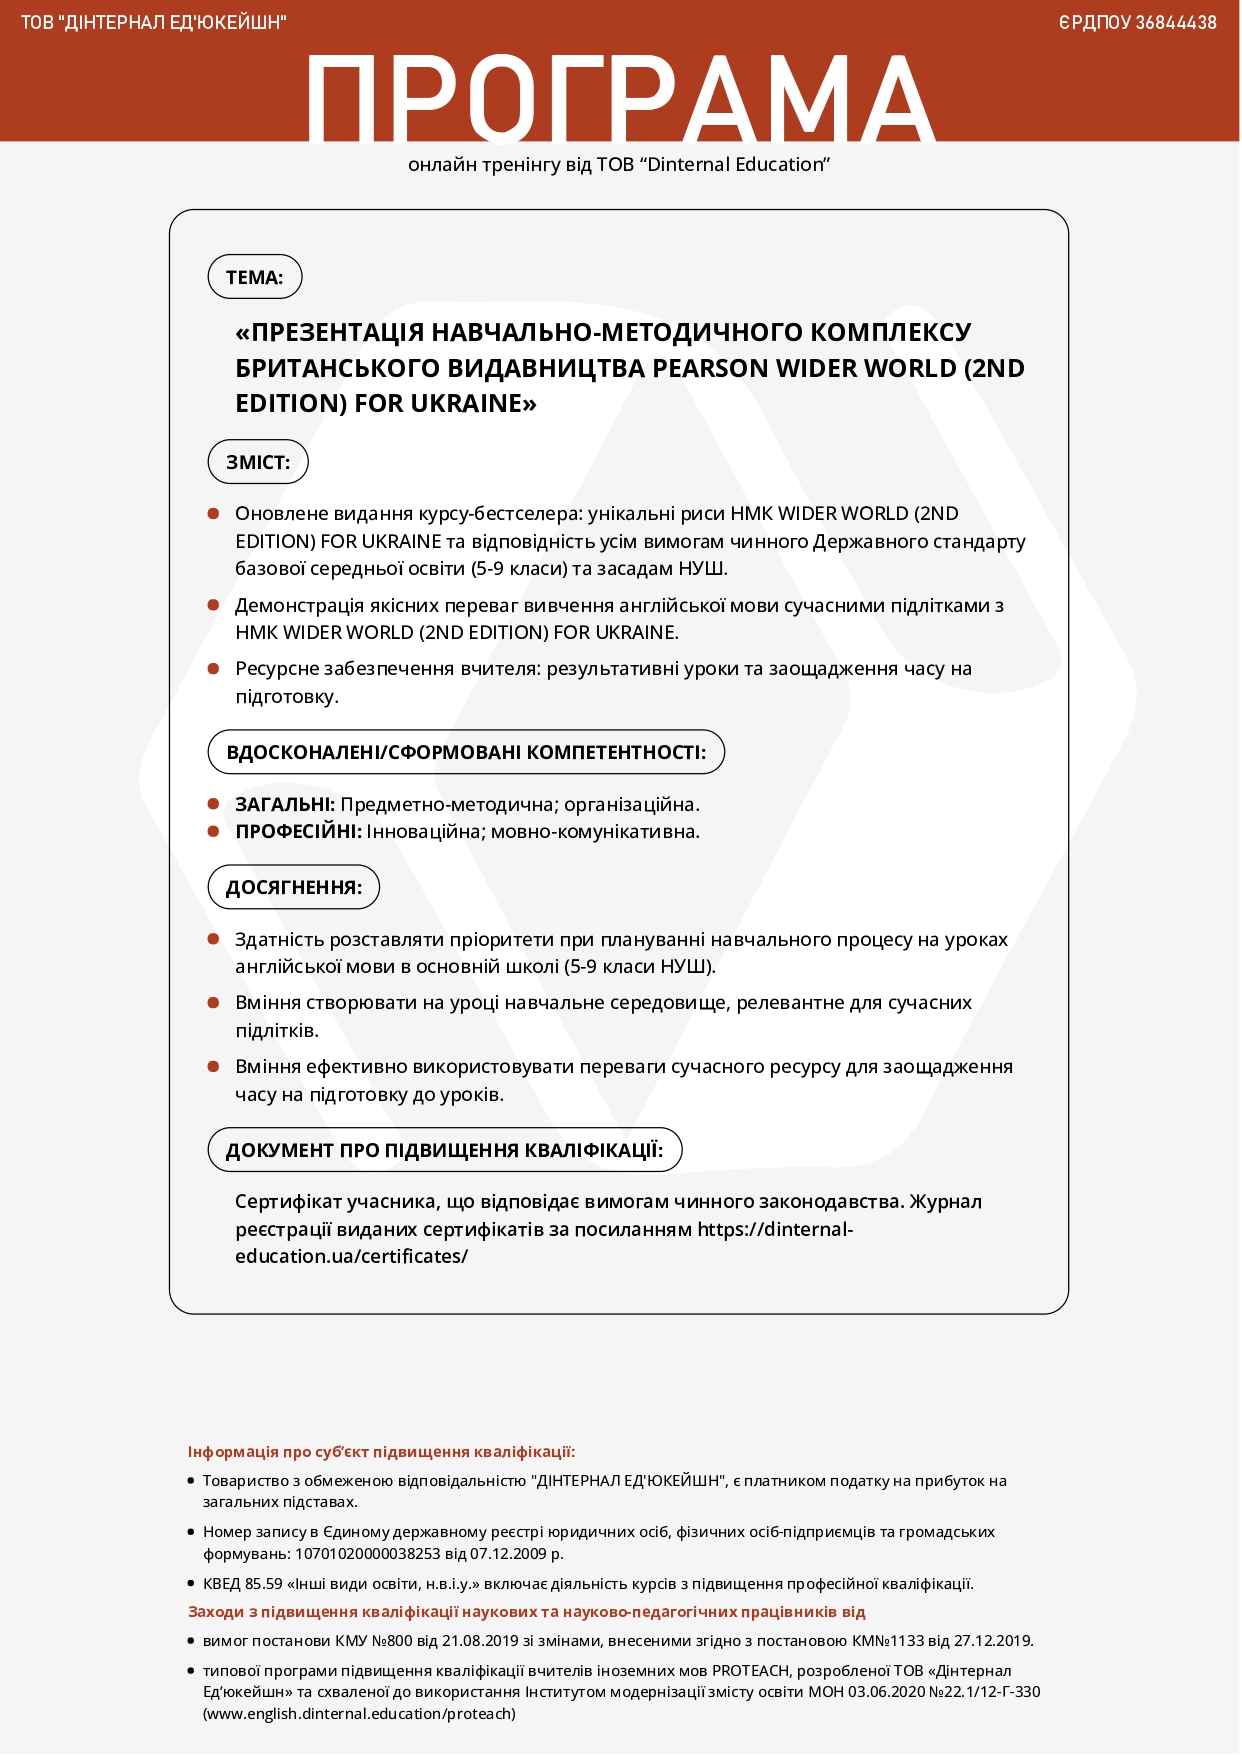 ТОВ "ДІНТЕРНАЛ ЕД'ЮКЕЙШН"
ЄРДПОУ 36844438
ПРОГРАМА
онлайн тренінгу від ТОВ “Dinternal Education”
ТЕМА:
«ПРЕЗЕНТАЦІЯ НАВЧАЛЬНО-МЕТОДИЧНОГО КОМПЛЕКСУ
БРИТАНСЬКОГО ВИДАВНИЦТВА PEARSON WIDER WORLD (2ND
EDITION) FOR UKRAINE»
ЗМІСТ:
Оновлене видання курсу-бестселера: унікальні риси НМК WIDER WORLD (2ND
EDITION) FOR UKRAINE та відповідність усім вимогам чинного Державного стандарту
базової середньої освіти (5-9 класи) та засадам НУШ.
Демонстрація якісних переваг вивчення англійської мови сучасними підлітками з
НМК WIDER WORLD (2ND EDITION) FOR UKRAINE.
Ресурсне забезпечення вчителя: результативні уроки та заощадження часу на
підготовку.
ВДОСКОНАЛЕНІ/СФОРМОВАНІ КОМПЕТЕНТНОСТІ:
ЗАГАЛЬНІ: Предметно-методична; організаційна.
ПРОФЕСІЙНІ: Інноваційна; мовно-комунікативна.
ДОСЯГНЕННЯ:
Здатність розставляти пріоритети при плануванні навчального процесу на уроках
англійської мови в основній школі (5-9 класи НУШ).
Вміння створювати на уроці навчальне середовище, релевантне для сучасних
підлітків.
Вміння ефективно використовувати переваги сучасного ресурсу для заощадження
часу на підготовку до уроків.
ДОКУМЕНТ ПРО ПІДВИЩЕННЯ КВАЛІФІКАЦІЇ:
Сертифікат учасника, що відповідає вимогам чинного законодавства. Журнал
реєстрації виданих сертифікатів за посиланням https://dinternal-
education.ua/certificates/
Інформація про суб’єкт підвищення кваліфікації:
Товариство з обмеженою відповідальністю "ДІНТЕРНАЛ ЕД'ЮКЕЙШН", є платником податку на прибуток на
загальних підставах.
Номер запису в Єдиному державному реєстрі юридичних осіб, фізичних осіб-підприємців та громадських
формувань: 10701020000038253 від 07.12.2009 р.
КВЕД 85.59 «Інші види освіти, н.в.і.у.» включає діяльність курсів з підвищення професійної кваліфікації.
Заходи з підвищення кваліфікації наукових та науково-педагогічних працівників від
вимог постанови КМУ №800 від 21.08.2019 зі змінами, внесеними згідно з постановою КМ№1133 від 27.12.2019.
типової програми підвищення кваліфікації вчителів іноземних мов PROTEACH, розробленої ТОВ «Дінтернал
Ед’юкейшн» та схваленої до використання Інститутом модернізації змісту освіти МОН 03.06.2020 №22.1/12-Г-330
(www.english.dinternal.education/proteach)